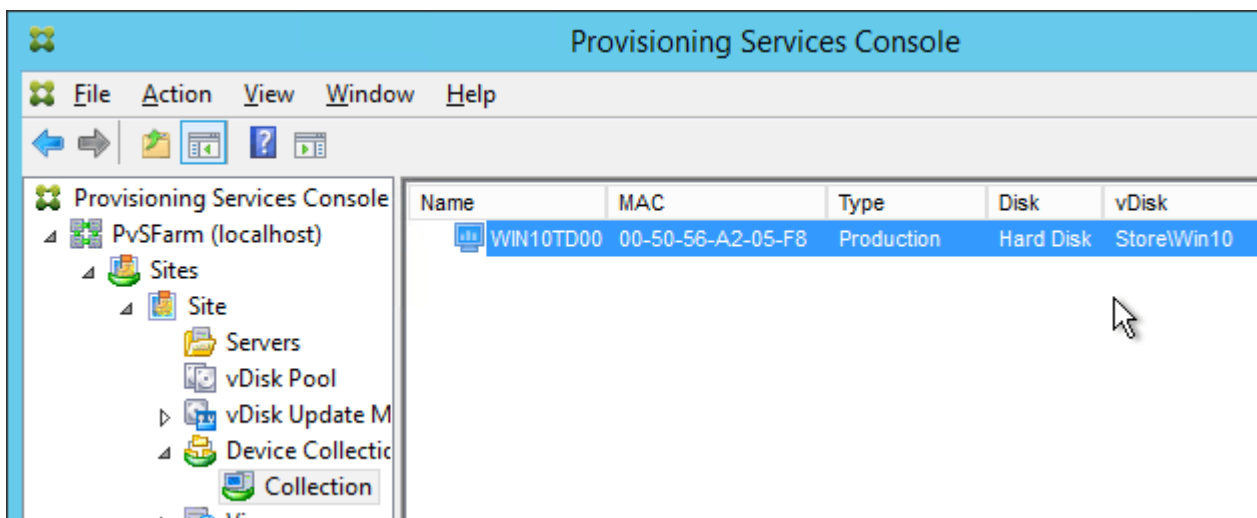 Provisioning Services Console
File Action View Window Help
Provisioning Services Console
PvSFarm (localhost)
Sites
Site
Servers
vDisk Pool
vDisk Update M
Device Collectic
Collection
Name MAC Type Disk vDisk
WIN10TD00 00-50-56-A2-05-F8 Production Hard Disk Store\Win10